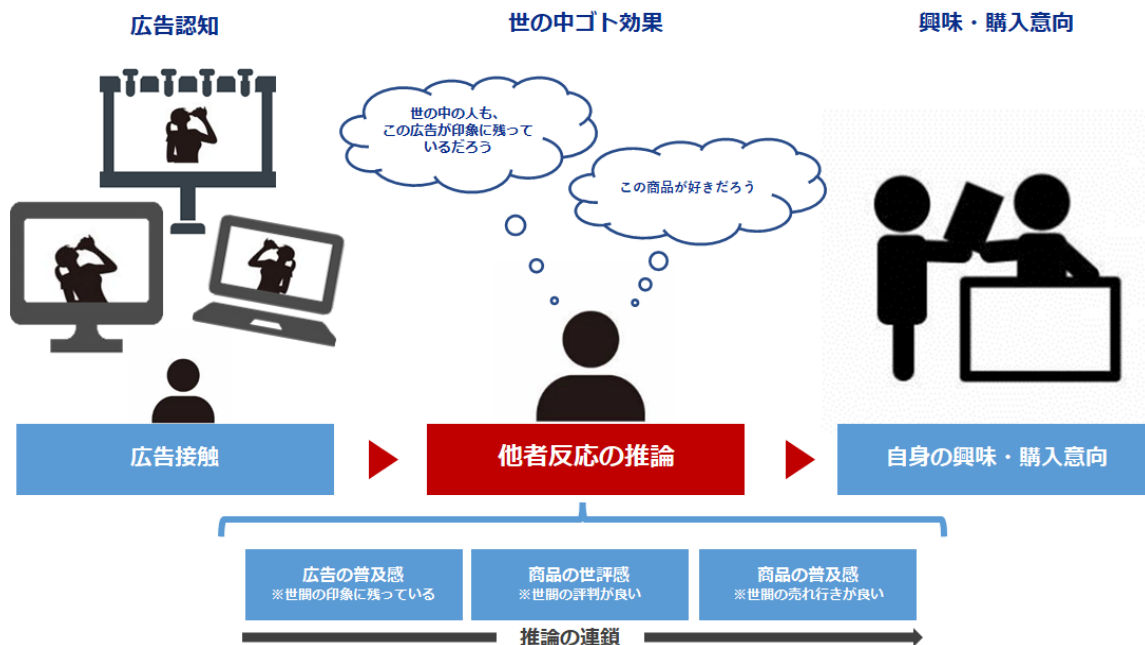 広告認知
世の中ゴト効果
興味・購入意向
世の中の人も、
この広告が印象に残って
いるだろう
この商品が好きだろう
広告接触
他者反応の推論
自身の興味・購入意向
広告の普及感
※世間の印象に残っている
商品の世評感
※世間の評判が良い
商品の普及感
※世間の売れ行きが良い
推論の連鎖